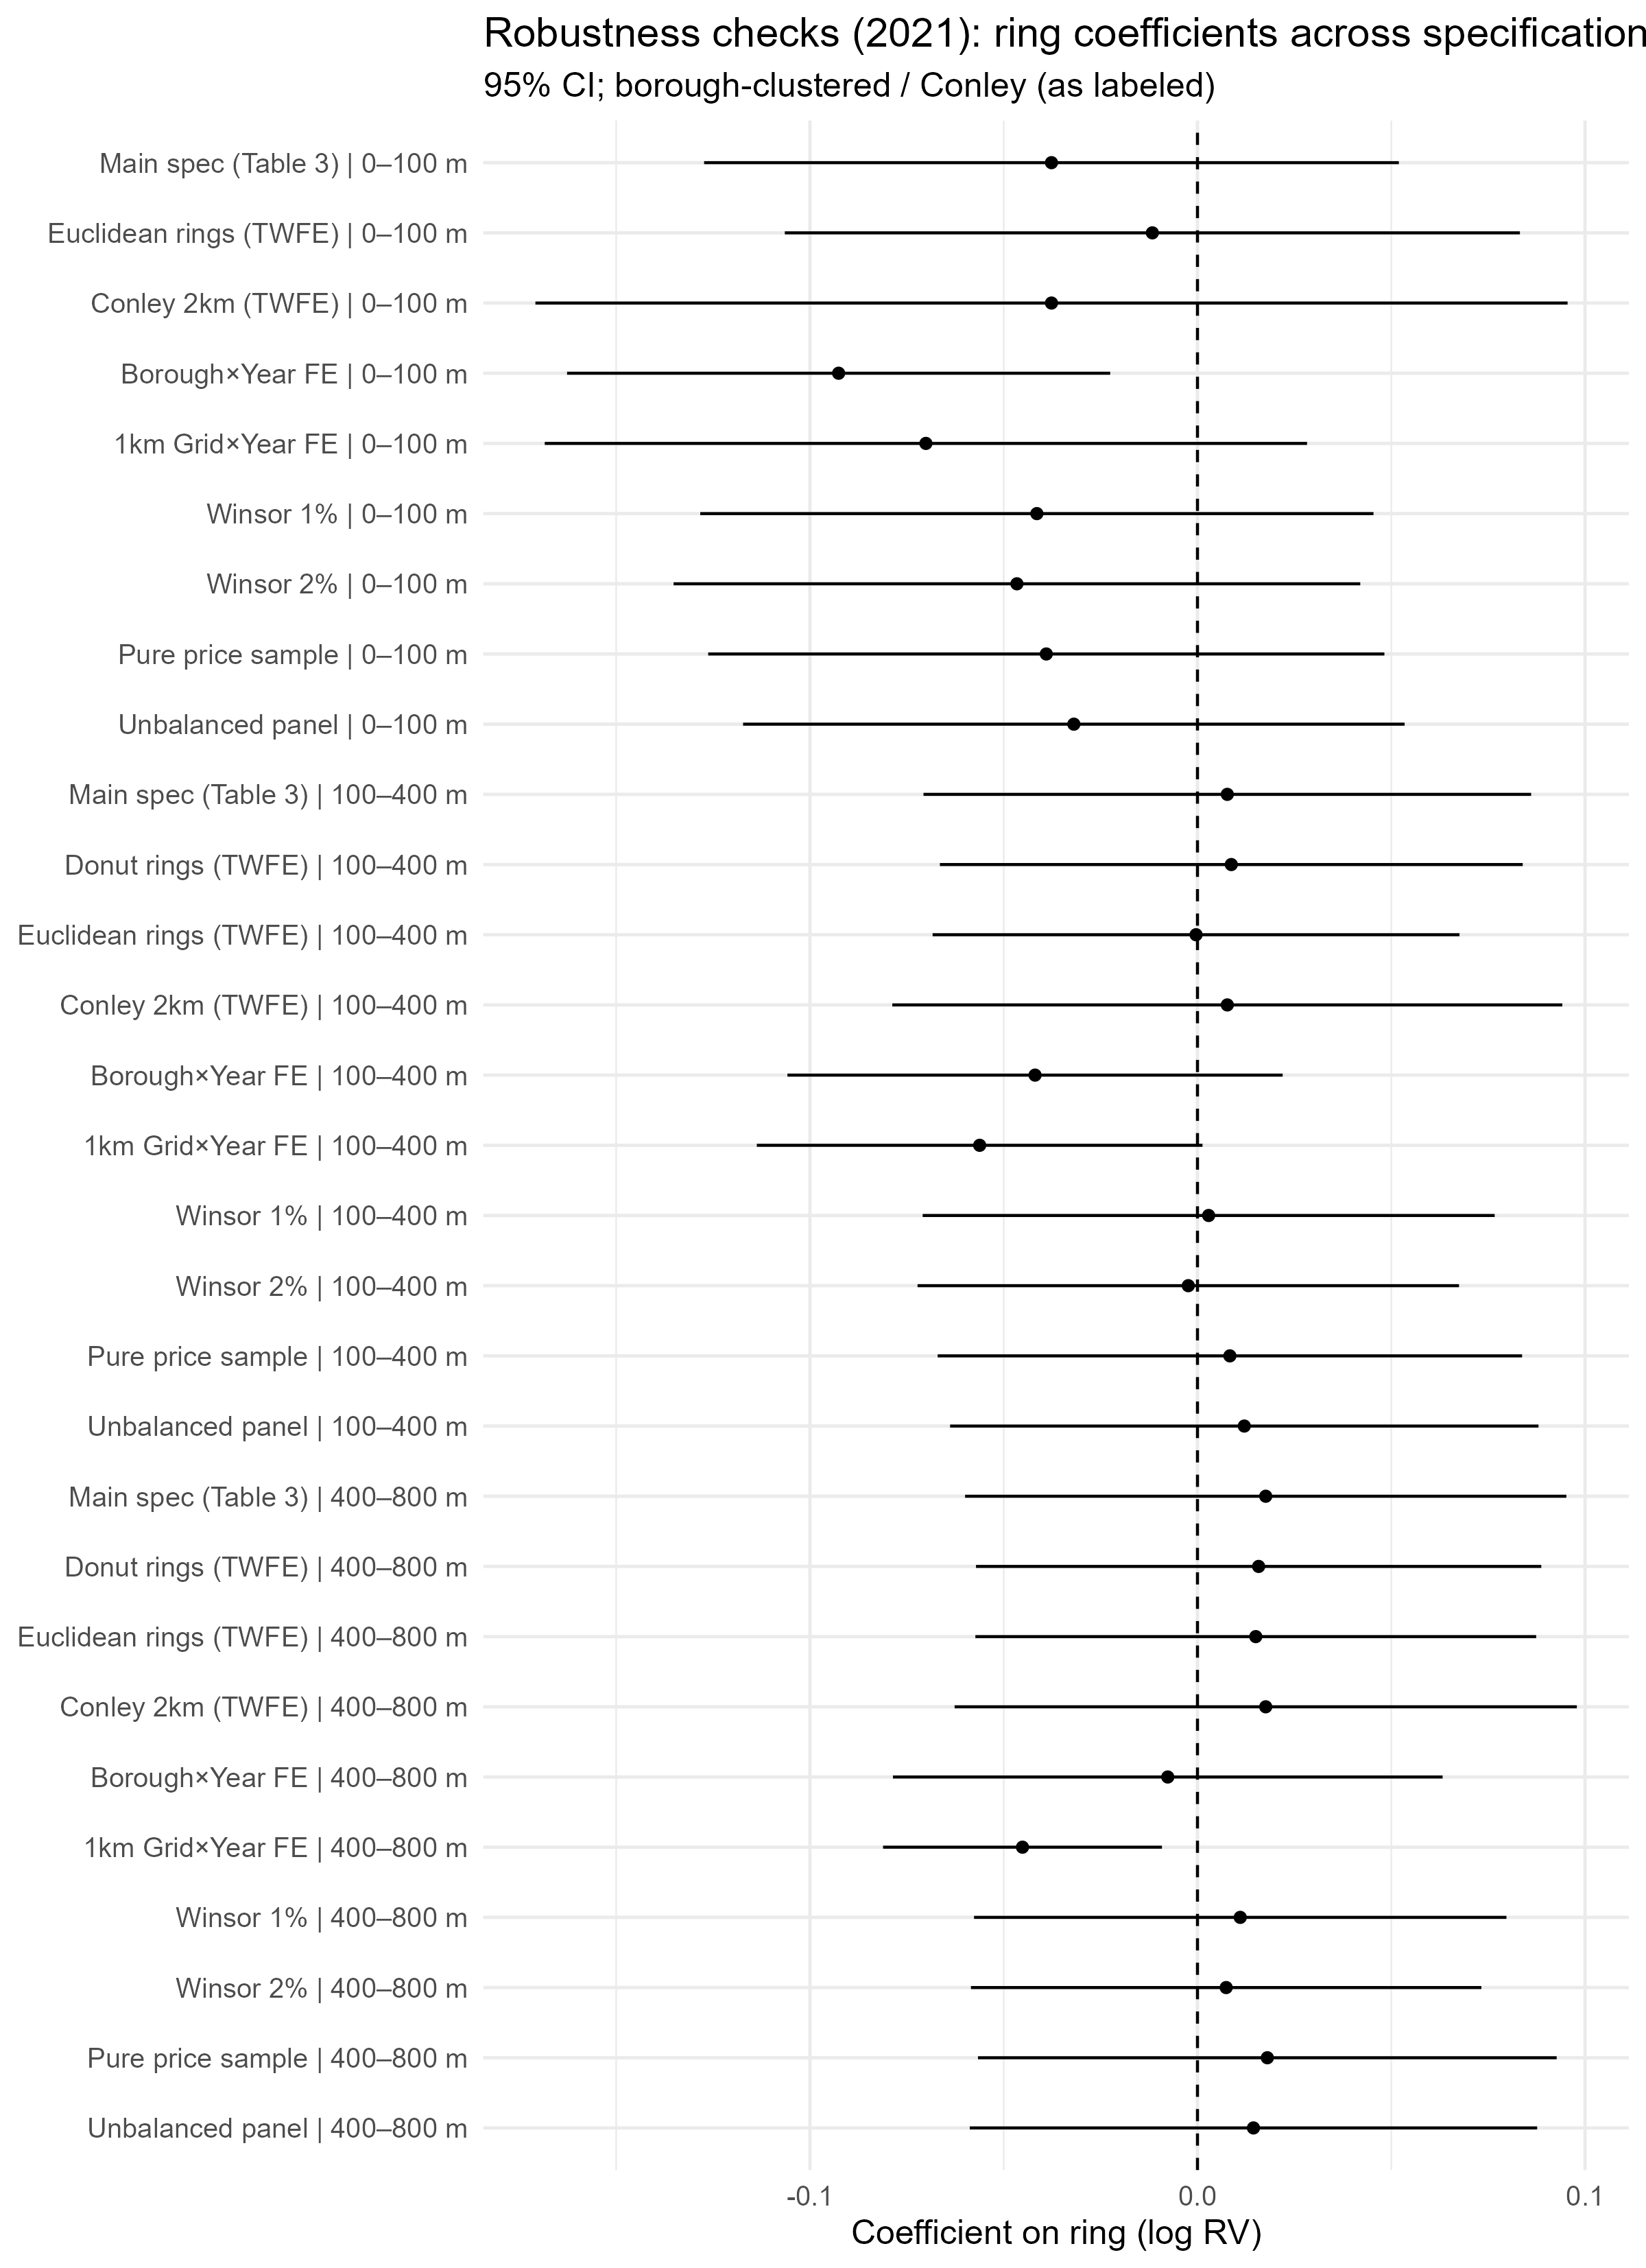 Robustness checks (2021): ring coefficients across specification
95% CI; borough-clustered / Conley (as labeled)
Main spec (Table 3) | 0–100 m
Euclidean rings (TWFE) | 0–100 m
Conley 2km (TWFE) | 0–100 m
Borough×Year FE | 0–100 m
1km Grid×Year FE | 0–100 m
Winsor 1% | 0–100 m
Winsor 2% | 0–100 m
Pure price sample | 0–100 m
Unbalanced panel | 0–100 m
Main spec (Table 3) | 100–400 m
Donut rings (TWFE) | 100–400 m
Euclidean rings (TWFE) | 100–400 m
Conley 2km (TWFE) | 100–400 m
Borough×Year FE | 100–400 m
1km Grid×Year FE | 100–400 m
Winsor 1% | 100–400 m
Winsor 2% | 100–400 m
Pure price sample | 100–400 m
Unbalanced panel | 100–400 m
Main spec (Table 3) | 400–800 m
Donut rings (TWFE) | 400–800 m
Euclidean rings (TWFE) | 400–800 m
Conley 2km (TWFE) | 400–800 m
Borough×Year FE | 400–800 m
1km Grid×Year FE | 400–800 m
Winsor 1% | 400–800 m
Winsor 2% | 400–800 m
Pure price sample | 400–800 m
Unbalanced panel | 400–800 m
-0.1 0.0 0.1
Coefficient on ring (log RV)